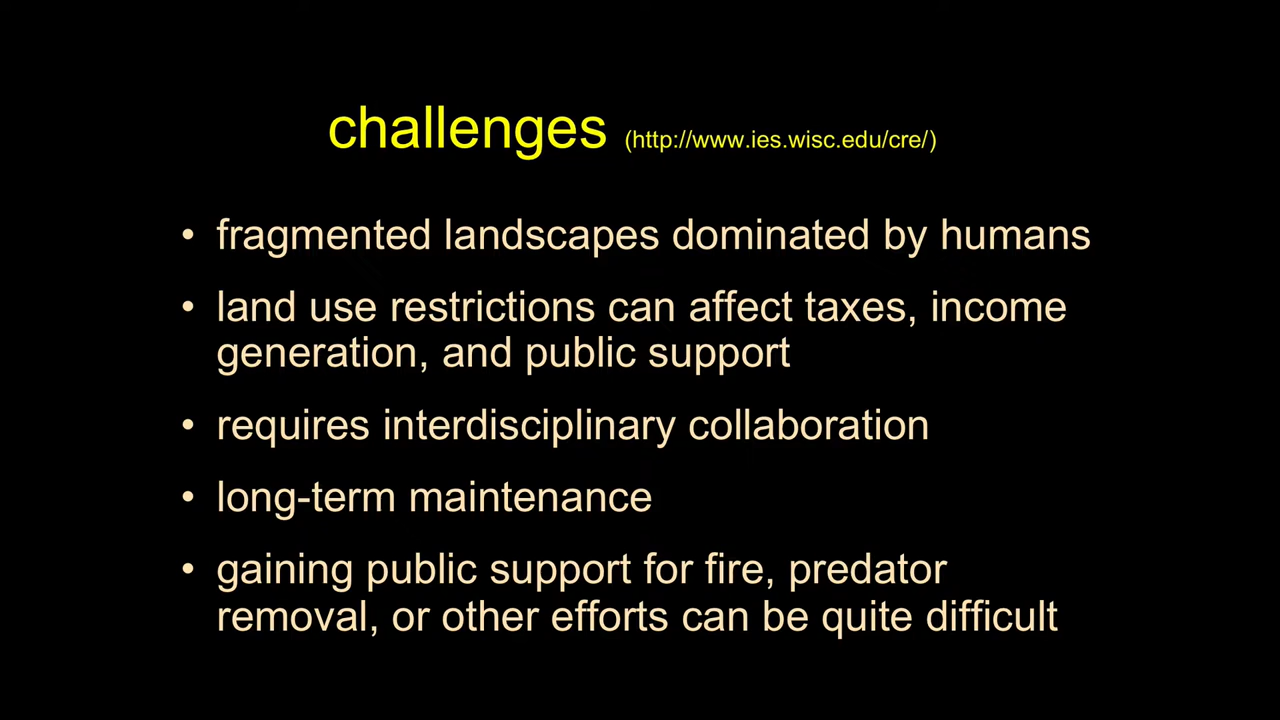 challenges (http://www.ies.wisc.edu/cre/)
• fragmented landscapes dominated by humans
• land use restrictions can affect taxes, income
generation, and public support
• requires interdisciplinary collaboration
• long-term maintenance
• gaining public support for fire, predator
removal, or other efforts can be quite difficult